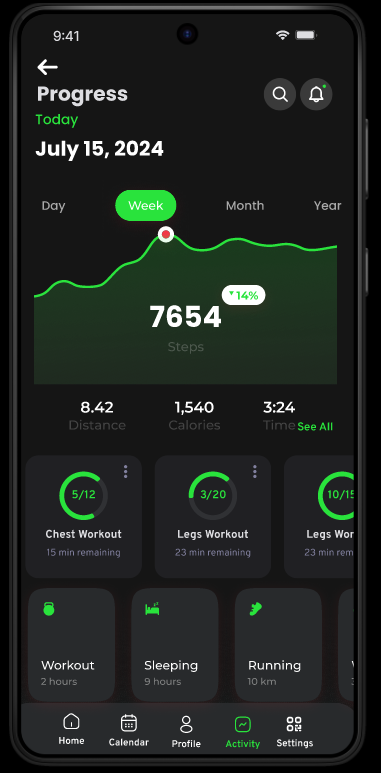 9:41
Progress
Today
July 15, 2024
Day Week Month Year
14%
7654
Steps
8.42 1,540 3:24
Distance Calories Time See All
5/12 3/20 10/15
Chest Workout Legs Workout Legs Wor
15 min remaining 23 min remaining 23 min rem
Workout Sleeping Running
2 hours 9 hours 10 km
Home Calendar Profile Activity Settings